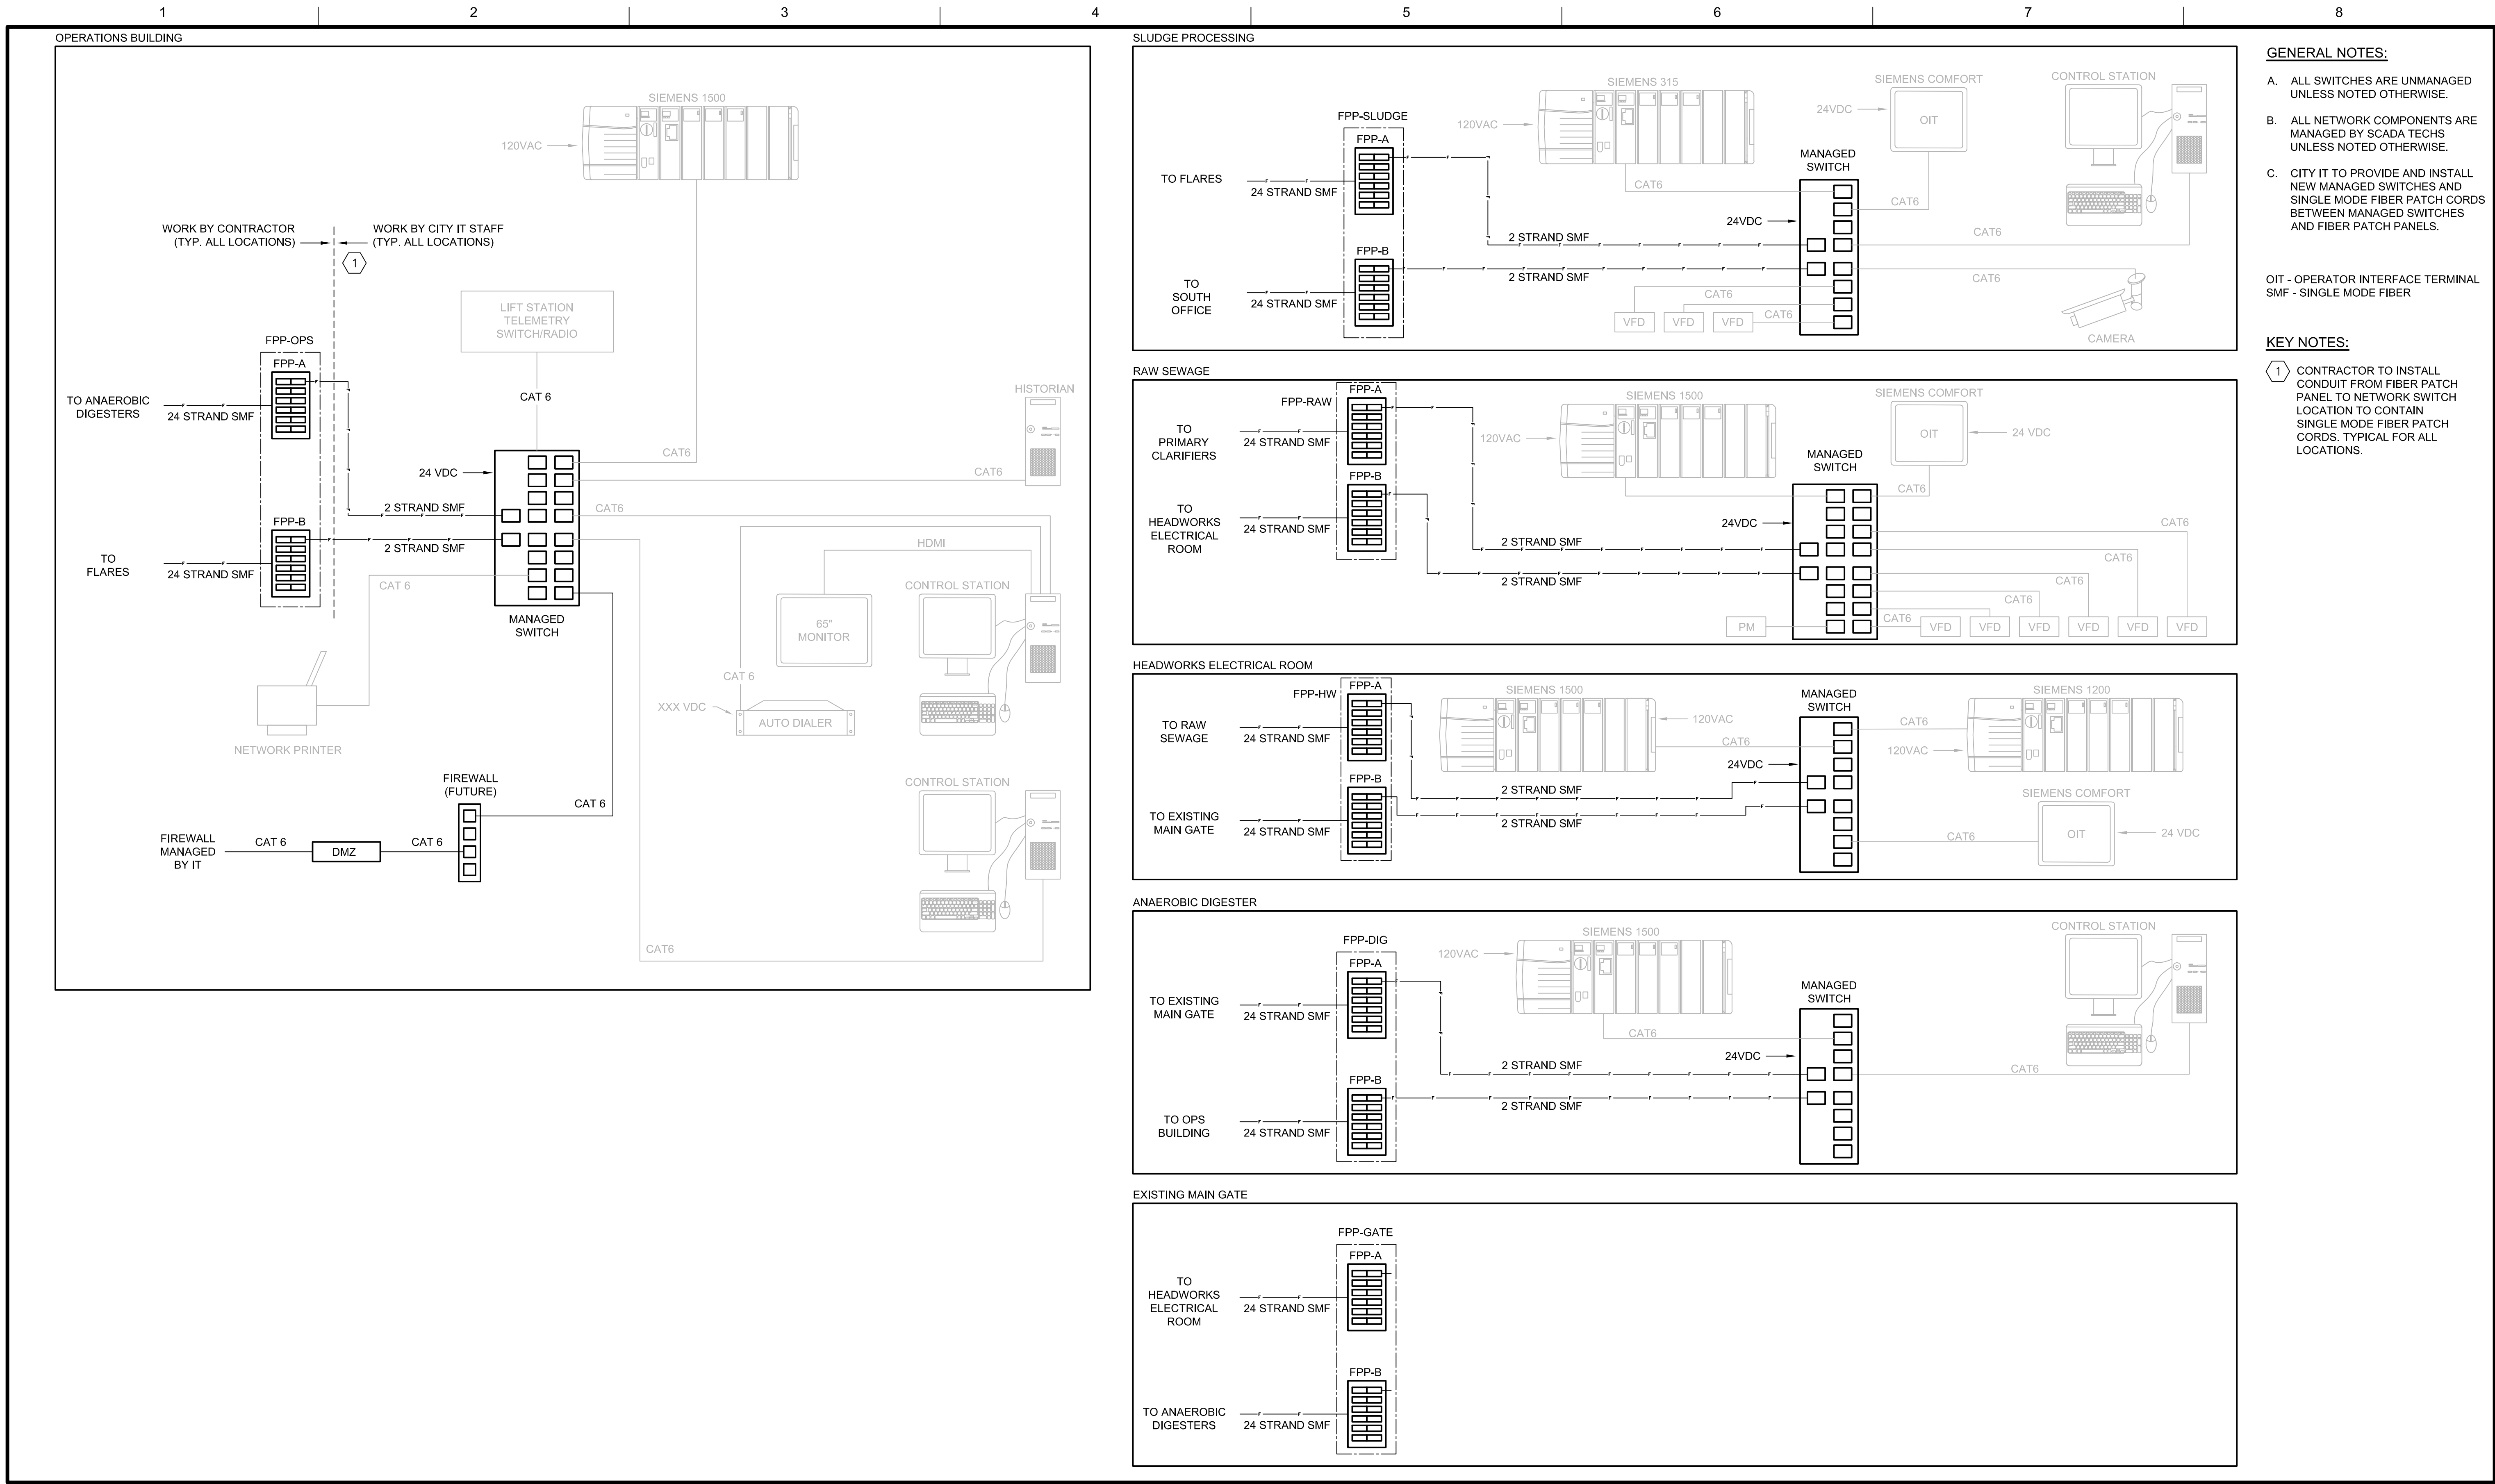 1
2
3
4
5
6
7
8
OPERATIONS BUILDING
SIEMENS 1500
120VAC
WORK BY CONTRACTOR
(TYP. ALL LOCATIONS)
WORK BY CITY IT STAFF
(TYP. ALL LOCATIONS)
1
LIFT STATION
TELEMETRY
SWITCH/RADIO
FPP-OPS
FPP-A
TO ANAEROBIC
DIGESTERS
24 STRAND SMF
CAT 6
HISTORIAN
CAT6
24 VDC
CAT6
2 STRAND SMF
CAT6
FPP-B
2 STRAND SMF
HDMI
TO
FLARES
24 STRAND SMF
CAT 6
CONTROL STATION
MANAGED
SWITCH
65"
MONITOR
CAT 6
XXX VDC
AUTO DIALER
NETWORK PRINTER
FIREWALL
(FUTURE)
CONTROL STATION
CAT 6
FIREWALL
MANAGED
BY IT
CAT 6
DMZ
CAT 6
CAT6
SLUDGE PROCESSING
SIEMENS 315
SIEMENS COMFORT
CONTROL STATION
FPP-SLUDGE
120VAC
24VDC
OIT
FPP-A
MANAGED
SWITCH
TO FLARES
24 STRAND SMF
CAT6
CAT6
24VDC
2 STRAND SMF
CAT6
FPP-B
2 STRAND SMF
CAT6
TO
SOUTH
OFFICE
24 STRAND SMF
CAT6
CAT6
VFD
VFD
VFD
CAMERA
RAW SEWAGE
FPP-A
FPP-RAW
SIEMENS 1500
SIEMENS COMFORT
TO
PRIMARY
CLARIFIERS
24 STRAND SMF
120VAC
OIT
24 VDC
MANAGED
SWITCH
FPP-B
CAT6
TO
HEADWORKS
ELECTRICAL
ROOM
24 STRAND SMF
24VDC
CAT6
2 STRAND SMF
CAT6
2 STRAND SMF
CAT6
CAT6
CAT6
PM
VFD
VFD
VFD
VFD
VFD
VFD
HEADWORKS ELECTRICAL ROOM
FPP-HW
FPP-A
SIEMENS 1500
MANAGED
SWITCH
SIEMENS 1200
TO RAW
SEWAGE
24 STRAND SMF
120VAC
CAT6
CAT6
120VAC
24VDC
FPP-B
2 STRAND SMF
SIEMENS COMFORT
TO EXISTING
MAIN GATE
24 STRAND SMF
2 STRAND SMF
CAT6
OIT
24 VDC
ANAEROBIC DIGESTER
FPP-DIG
FPP-A
120VAC
SIEMENS 1500
CONTROL STATION
MANAGED
SWITCH
TO EXISTING
MAIN GATE
24 STRAND SMF
CAT6
24VDC
2 STRAND SMF
CAT6
FPP-B
2 STRAND SMF
TO OPS
BUILDING
24 STRAND SMF
EXISTING MAIN GATE
FPP-GATE
FPP-A
TO
HEADWORKS
ELECTRICAL
ROOM
24 STRAND SMF
FPP-B
TO ANAEROBIC
DIGESTERS
24 STRAND SMF
GENERAL NOTES:
A. ALL SWITCHES ARE UNMANAGED
UNLESS NOTED OTHERWISE.
B. ALL NETWORK COMPONENTS ARE
MANAGED BY SCADA TECHS
UNLESS NOTED OTHERWISE.
C. CITY IT TO PROVIDE AND INSTALL
NEW MANAGED SWITCHES AND
SINGLE MODE FIBER PATCH CORDS
BETWEEN MANAGED SWITCHES
AND FIBER PATCH PANELS.
OIT - OPERATOR INTERFACE TERMINAL
SMF - SINGLE MODE FIBER
KEY NOTES:
1 CONTRACTOR TO INSTALL
CONDUIT FROM FIBER PATCH
PANEL TO NETWORK SWITCH
LOCATION TO CONTAIN
SINGLE MODE FIBER PATCH
CORDS. TYPICAL FOR ALL
LOCATIONS.